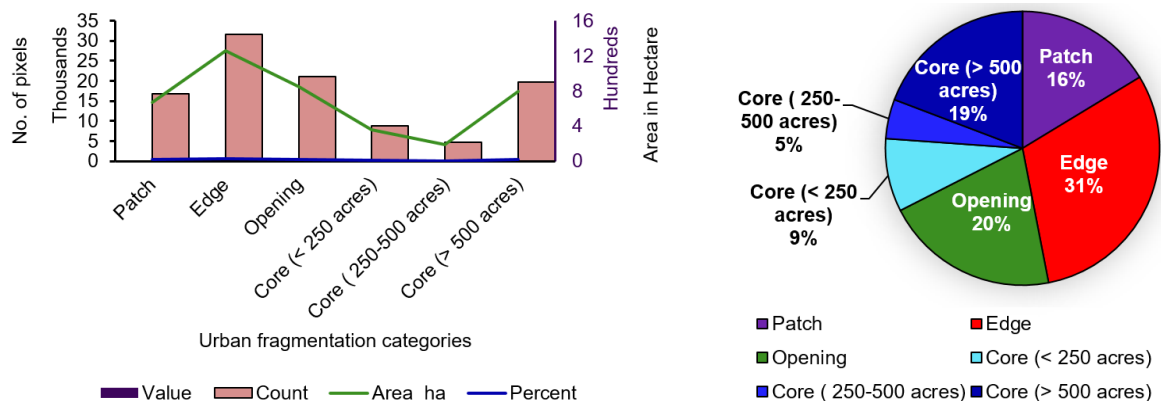 No. of pixels
Thousands
35
30
25
20
15
10
5
0
16
12
8
4
0
Hundreds
Area in Hectare
Patch
Edge
Opening
Core (< 250 acres)
Core ( 250-500 acres)
Core (> 500 acres)
Urban fragmentation categories
Value
Count
Area ha
Percent
Patch
16%
Edge
31%
Opening
20%
Core (< 250
acres)
9%
Core ( 250-
500 acres)
5%
Core (> 500
acres)
19%
Patch
Edge
Opening
Core (< 250 acres)
Core ( 250-500 acres)
Core (> 500 acres)